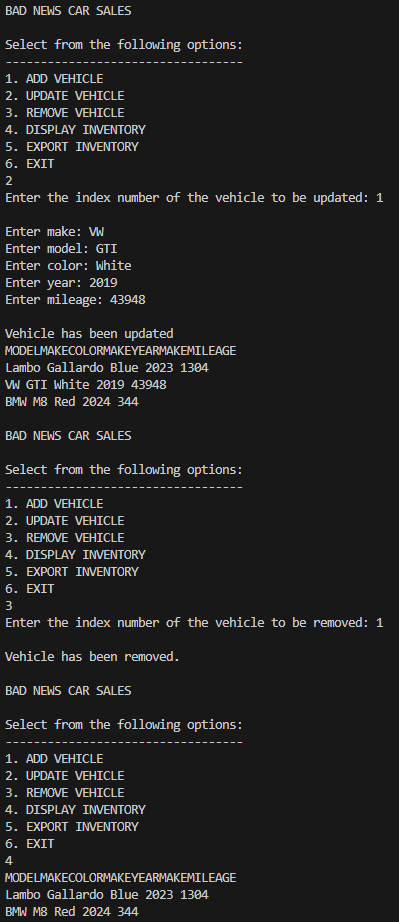 BAD NEWS CAR SALES
Select from the following options:
----------------------------------
1. ADD VEHICLE
2. UPDATE VEHICLE
3. REMOVE VEHICLE
4. DISPLAY INVENTORY
5. EXPORT INVENTORY
6. EXIT
2
Enter the index number of the vehicle to be updated: 1
Enter make: VW
Enter model: GTI
Enter color: White
Enter year: 2019
Enter mileage: 43948
Vehicle has been updated
MODELMAKECOLORMAKEYEARMAKEMILEAGE
Lambo Gallardo Blue 2023 1304
VW GTI White 2019 43948
BMW M8 Red 2024 344
BAD NEWS CAR SALES
Select from the following options:
----------------------------------
1. ADD VEHICLE
2. UPDATE VEHICLE
3. REMOVE VEHICLE
4. DISPLAY INVENTORY
5. EXPORT INVENTORY
6. EXIT
3
Enter the index number of the vehicle to be removed: 1
Vehicle has been removed.
BAD NEWS CAR SALES
Select from the following options:
----------------------------------
1. ADD VEHICLE
2. UPDATE VEHICLE
3. REMOVE VEHICLE
4. DISPLAY INVENTORY
5. EXPORT INVENTORY
6. EXIT
4
MODELMAKECOLORMAKEYEARMAKEMILEAGE
Lambo Gallardo Blue 2023 1304
BMW M8 Red 2024 344